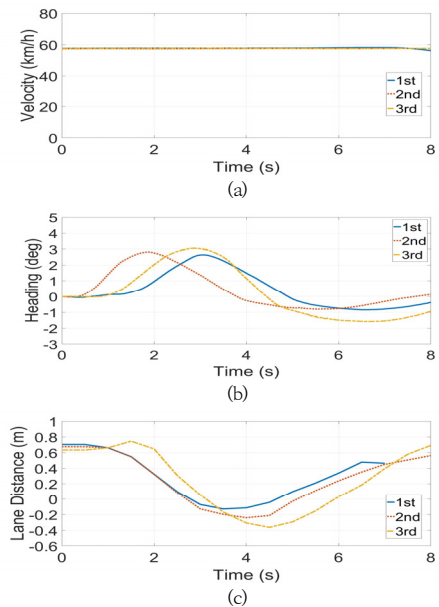 80
60
40
20
0
Velocity (km/h)
1st
2nd
3rd
0 2 4 6 8
Time (s)
(a)
5
4
3
2
1
0
-1
-2
-3
Heading (deg)
1st
2nd
3rd
0 2 4 6 8
Time (s)
(b)
1
0.8
0.6
0.4
0.2
0
-0.2
-0.4
-0.6
Lane Distance (m)
1st
2nd
3rd
0 2 4 6 8
Time (s)
(c)